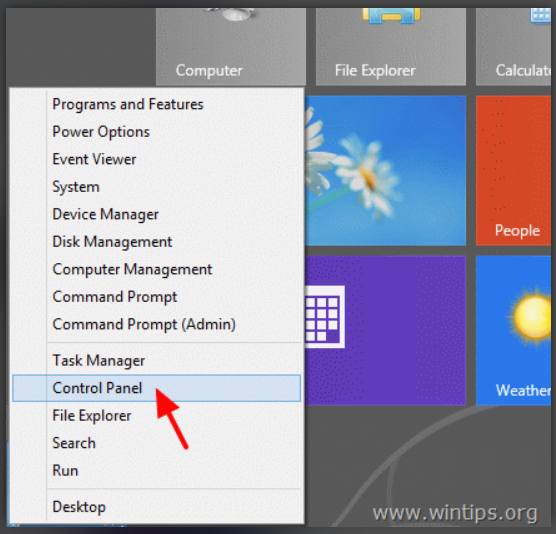 Computer
File Explorer
Calculat
Programs and Features
Power Options
Event Viewer
System
Device Manager
Disk Management
Computer Management
Command Prompt
Command Prompt (Admin)
Task Manager
Control Panel
File Explorer
Search
Run
Desktop
People
Weather
www.wintips.org